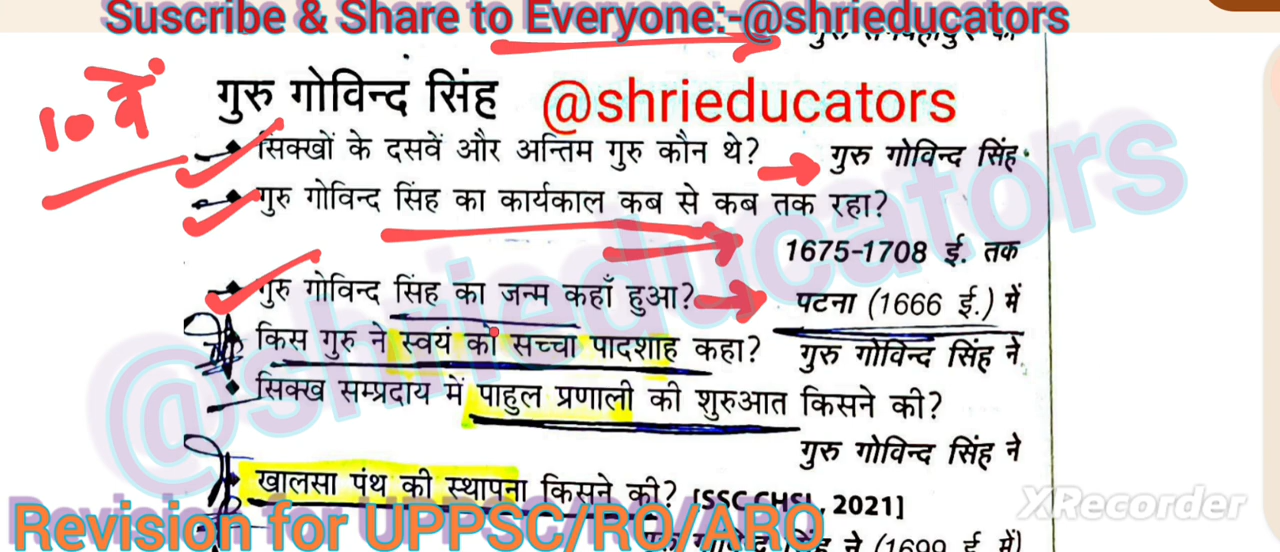 Suscribe & Share to Everyone:-@shrieducators
१० वें
गुरु गोविन्द सिंह @shrieducators
सिक्खों के दसवें और अन्तिम गुरु कौन थे? गुरु गोविन्द सिंह
गुरु गोविन्द सिंह का कार्यकाल कब से कब तक रहा?
1675-1708 ई. तक
गुरु गोविन्द सिंह का जन्म कहाँ हुआ? पटना (1666 ई.) में
किस गुरु ने स्वयं को सच्चा पादशाह कहा? गुरु गोविन्द सिंह ने
सिक्ख सम्प्रदाय में पाहुल प्रणाली की शुरुआत किसने की?
गुरु गोविन्द सिंह ने
खालसा पंथ की स्थापना किसने की? [SSC CHSL, 2021]
गुरु गोविन्द सिंह ने (1699 ई. में)
Revision for UPPSC/RO/ARO
XRecorder
@shrieducators